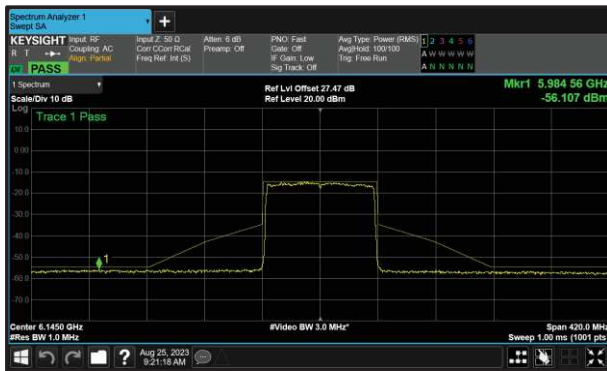 Spectrum Analyzer 1
Swept SA
+
KEYSIGHT Input: RF Input Z: 50 Ω Atten: 6 dB PNO: Fast Avg Type: Power (RMS) 1 2 3 4 5 6
R T Coupling: AC Corr CCorr RCal Preamp: Off Gate: Off Avg|Hold: 100/100 A W W W W W
Align: Partial Freq Ref: Int (S) IF Gain: Low Trig: Free Run
PASS Sig Track: Off A N N N N N
1 Spectrum Ref Lvl Offset 27.47 dB Mkr1 5.984 56 GHz
Scale/Div 10 dB Ref Level 20.00 dBm -56.107 dBm
Log
Trace 1 Pass
10.0
0.00
-10.0
-20.0
-30.0
-40.0
-50.0
1
-60.0
-70.0
Center 6.1450 GHz #Video BW 3.0 MHz* Span 420.0 MHz
#Res BW 1.0 MHz Sweep 1.00 ms (1001 pts
? Aug 25, 2023
9:21:18 AM